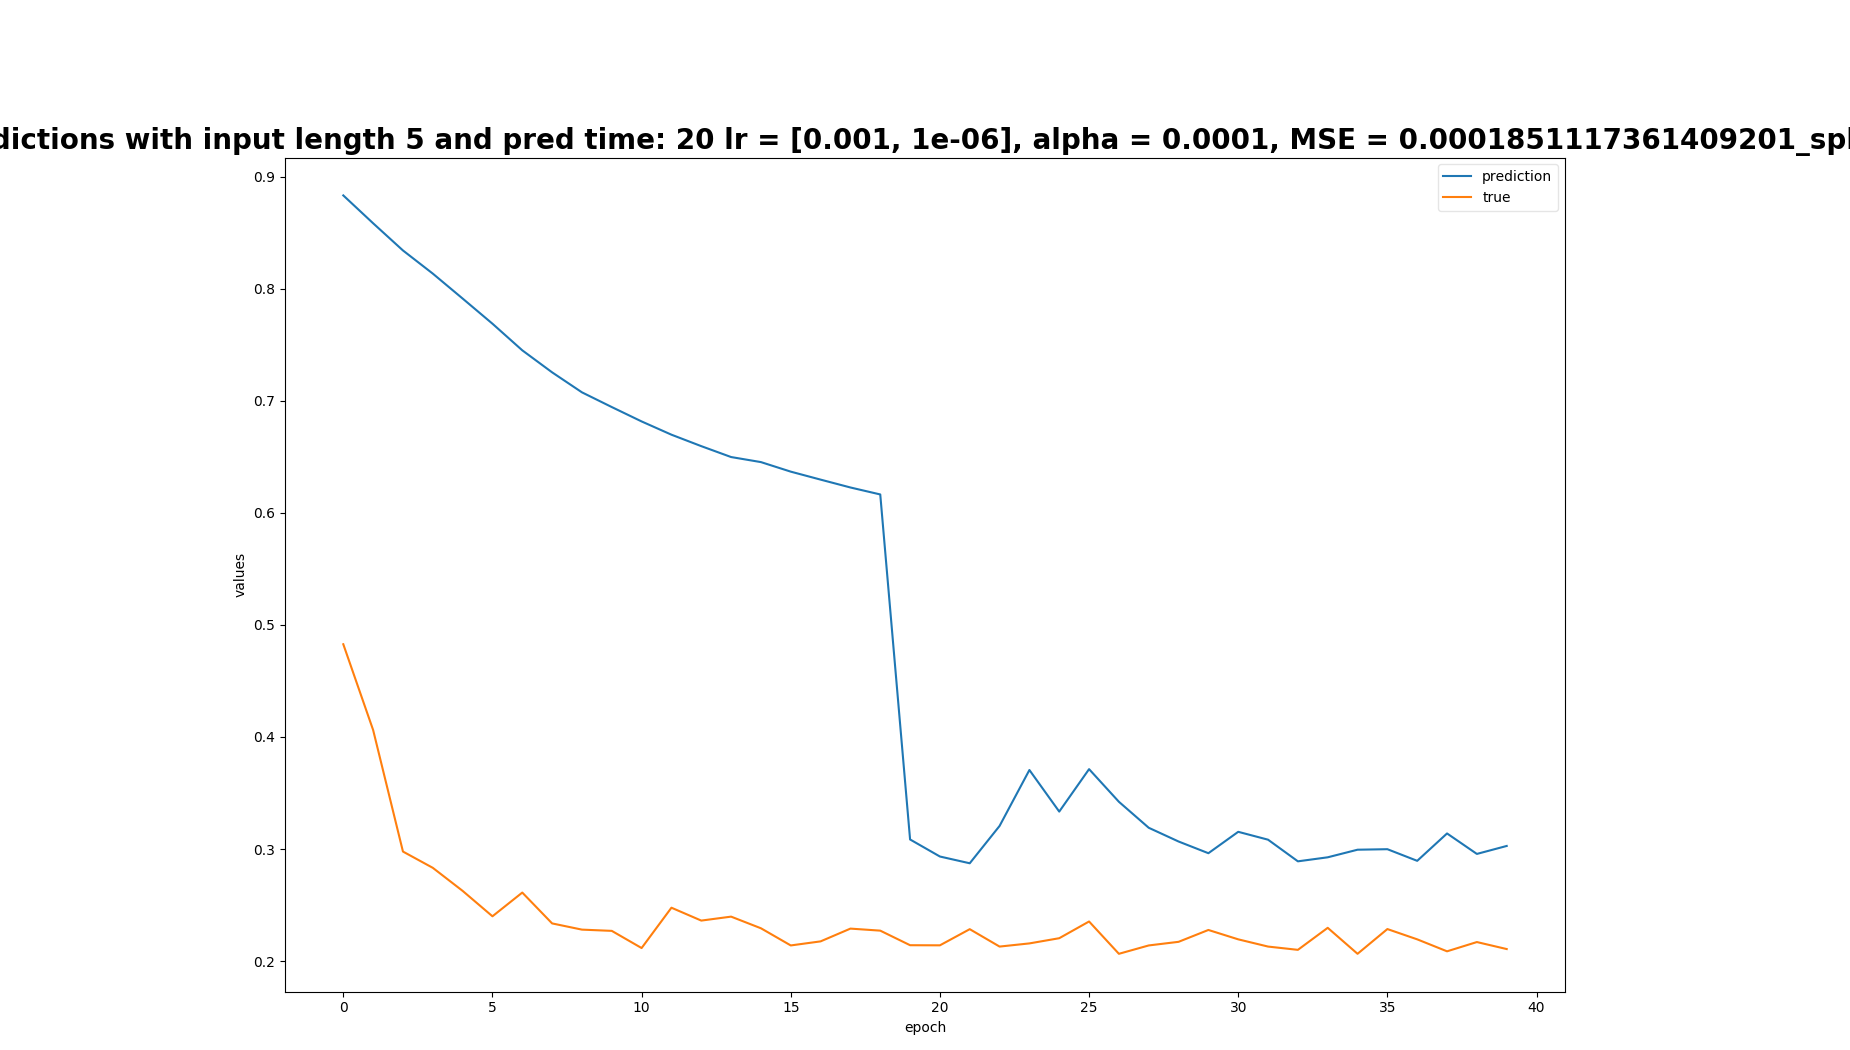 dictions with input length 5 and pred time: 20 lr = [0.001, 1e-06], alpha = 0.0001, MSE = 0.0001851117361409201_spl
prediction
true
0.9
0.8
0.7
0.6
0.5
0.4
0.3
0.2
values
0 5 10 15 20 25 30 35 40
epoch